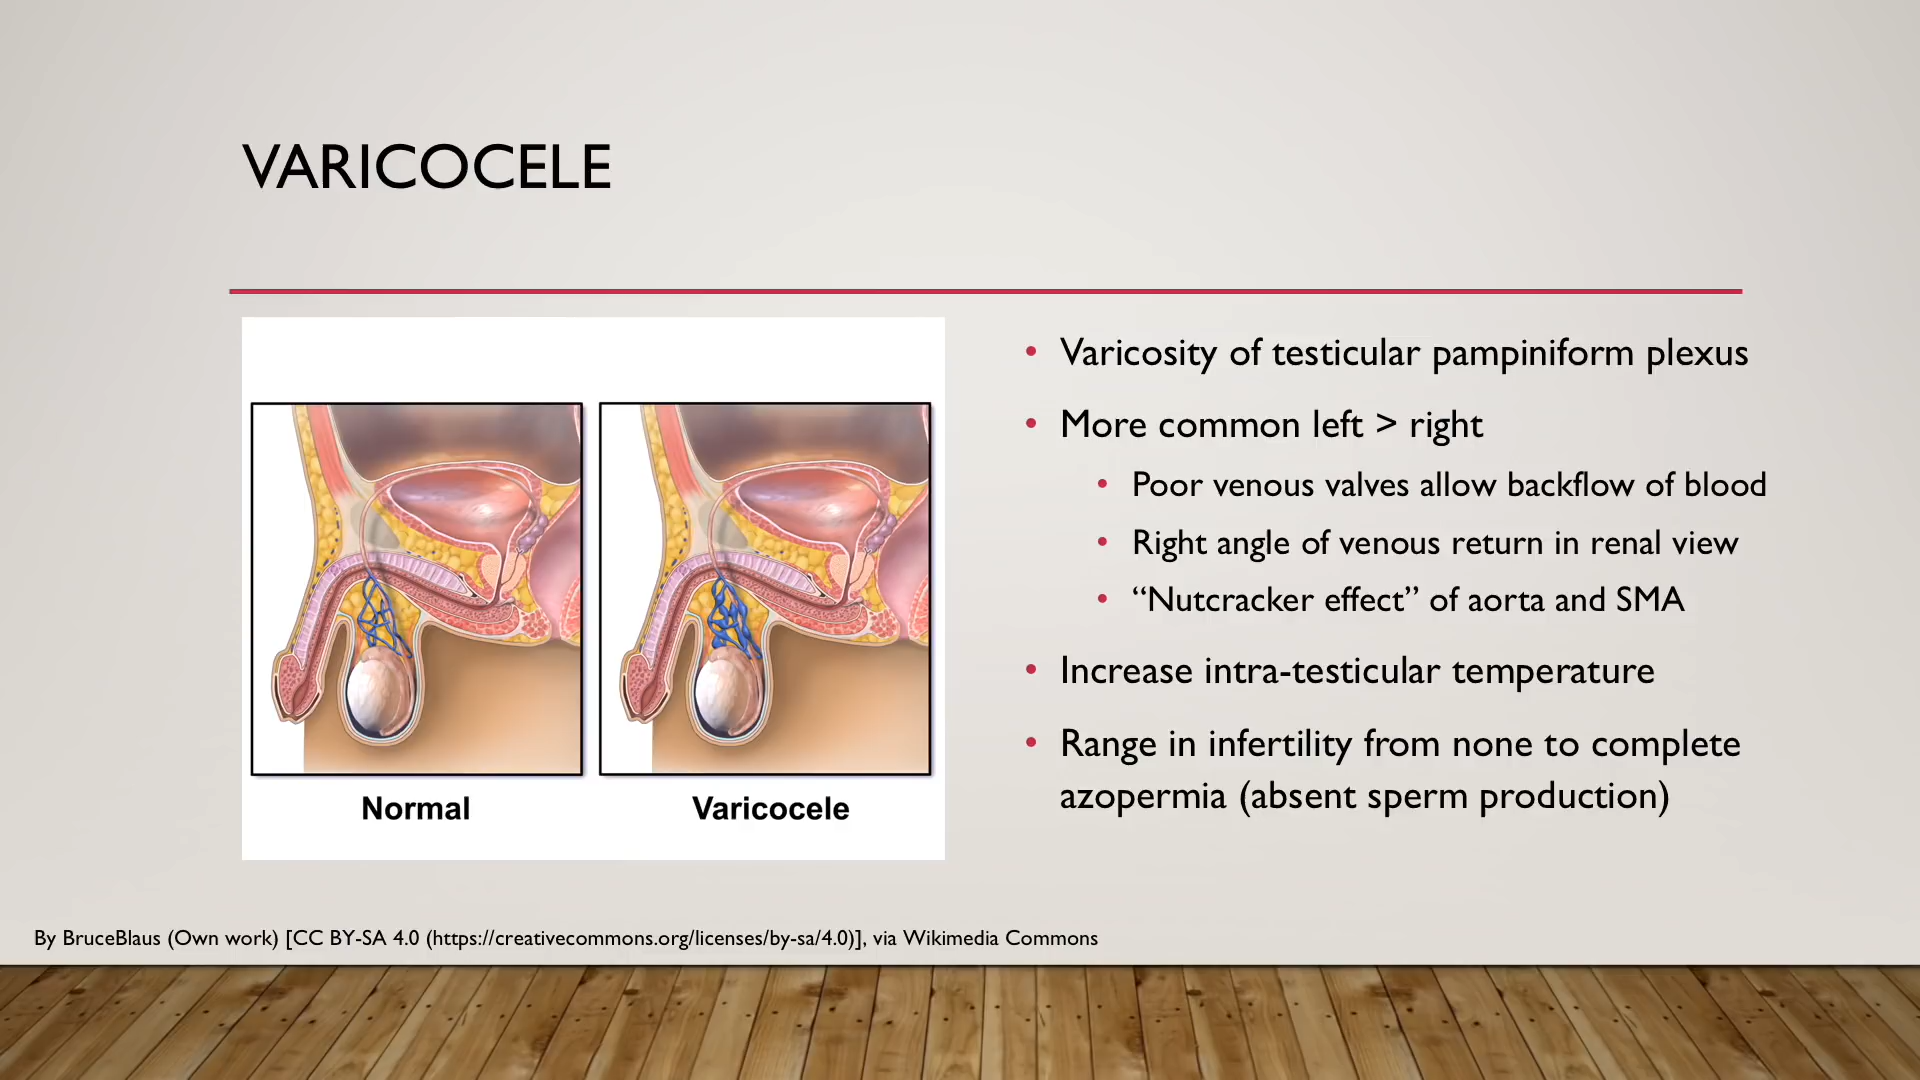 VARICOCELE
• Varicosity of testicular pampiniform plexus
• More common left > right
• Poor venous valves allow backflow of blood
• Right angle of venous return in renal view
• “Nutcracker effect” of aorta and SMA
• Increase intra-testicular temperature
• Range in infertility from none to complete
azopermia (absent sperm production)
Normal
Varicocele
By BruceBlaus (Own work) [CC BY-SA 4.0 (https://creativecommons.org/licenses/by-sa/4.0)], via Wikimedia Commons